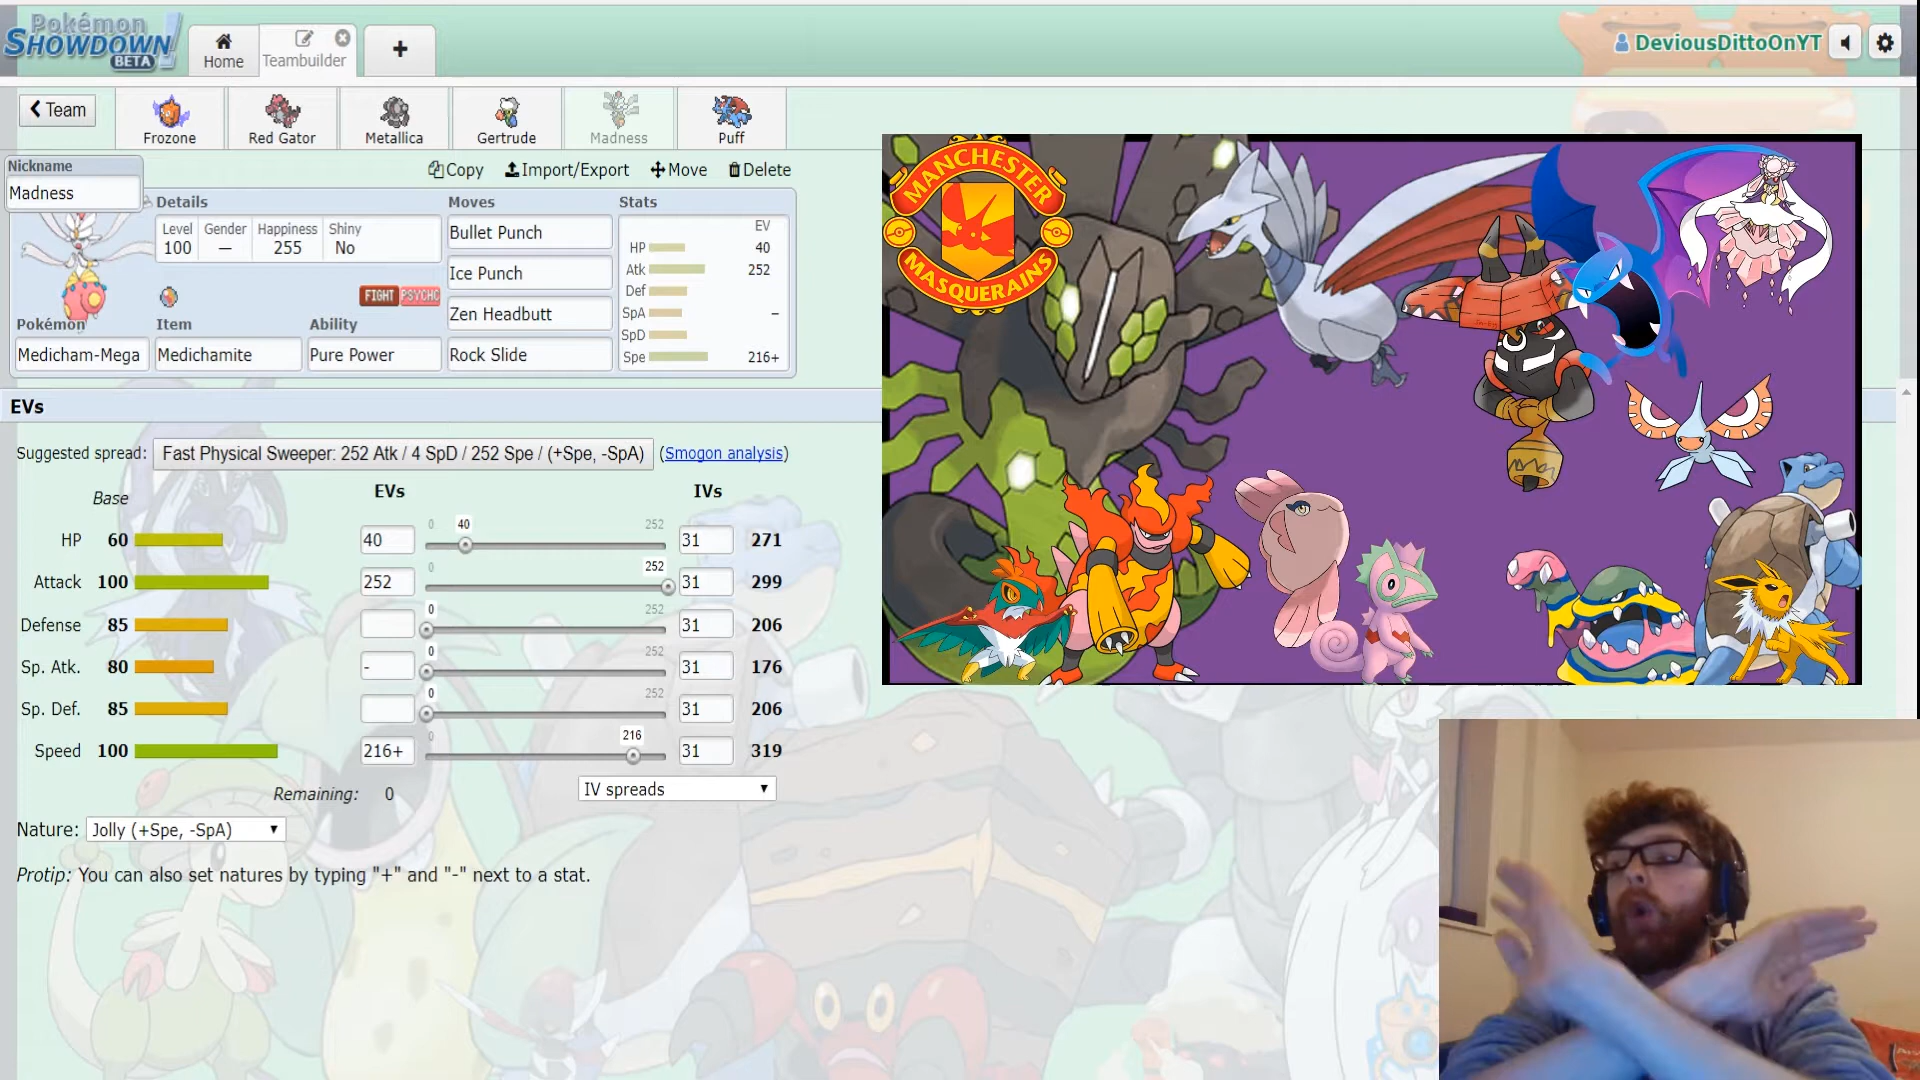 Pokémon
SHOWDOWN!
BETA
Home
Teambuilder
+
DeviousDittoOnYT
Team
Frozone
Red Gator
Metallica
Gertrude
Madness
Puff
Nickname
Madness
Copy
Import/Export
Move
Delete
Details
Moves
Stats
Level
Gender
Happiness
Shiny
100
—
255
No
FIGHT
PSYCHC
Pokémon
Item
Ability
Medicham-Mega
Medichamite
Pure Power
Bullet Punch
Ice Punch
Zen Headbutt
Rock Slide
EV
HP 40
Atk 252
Def
SpA –
SpD
Spe 216+
EVs
Suggested spread: Fast Physical Sweeper: 252 Atk / 4 SpD / 252 Spe / (+Spe, -SpA) (Smogon analysis)
Base EVs IVs
0 40 252
HP 60 40 31 271
0 252
Attack 100 252 31 299
0 252
Defense 85 31 206
0 252
Sp. Atk. 80 - 31 176
0 252
Sp. Def. 85 31 206
0 216
Speed 100 216+ 31 319
Remaining: 0
IV spreads
Nature: Jolly (+Spe, -SpA)
Protip: You can also set natures by typing "+" and "-" next to a stat.
MANCHESTER
MASQUERAINS